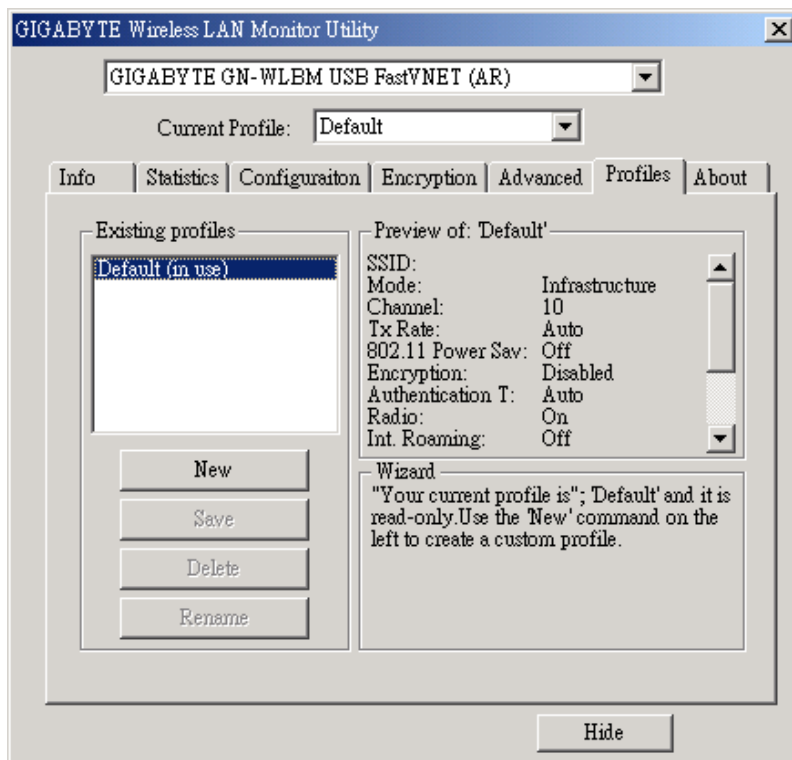 GIGABYTE Wireless LAN Monitor Utility
GIGABYTE GN-WLBM USB FastVNET (AR)
Current Profile: Default
Info Statistics Configuraiton Encryption Advanced Profiles About
Existing profiles
Default (in use)
New
Save
Delete
Rename
Preview of: 'Default'
SSID:
Mode: Infrastructure
Channel: 10
Tx Rate: Auto
802.11 Power Sav: Off
Encryption: Disabled
Authentication T: Auto
Radio: On
Int. Roaming: Off
Wizard
"Your current profile is"; 'Default' and it is
read-only.Use the 'New' command on the
left to create a custom profile.
Hide